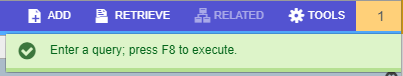 ADD RETRIEVE RELATED TOOLS 1
Enter a query; press F8 to execute.